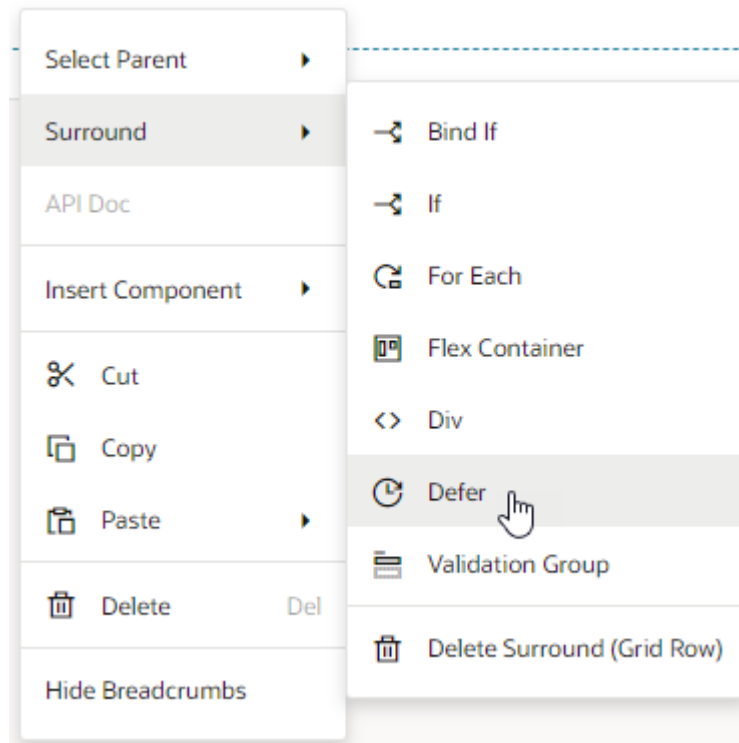 Select Parent
Surround
API Doc
Insert Component
Cut
Copy
Paste
Delete Del
Hide Breadcrumbs
Bind If
If
For Each
Flex Container
Div
Defer
Validation Group
Delete Surround (Grid Row)